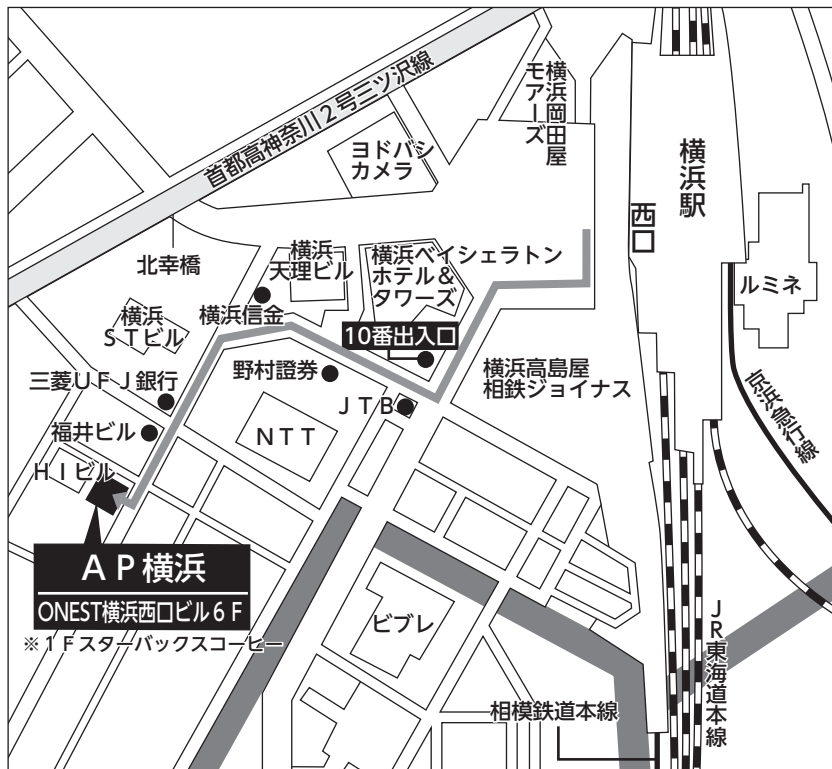 首都高神奈川2号三ツ沢線
横浜岡田屋
モアーズ
ヨドバシ
カメラ
横浜駅
西口
北幸橋
横浜
天理ビル
横浜ベイシェラトン
ホテル&
タワーズ
ルミネ
横浜
STビル
横浜信金
10番出入口
三菱UFJ銀行
野村證券
横浜高島屋
相鉄ジョイナス
京浜急行線
JTB
福井ビル
NTT
HIビル
AP横浜
ONEST横浜西口ビル6F
※1Fスターバックスコーヒー
ビブレ
JR東海道本線
相模鉄道本線